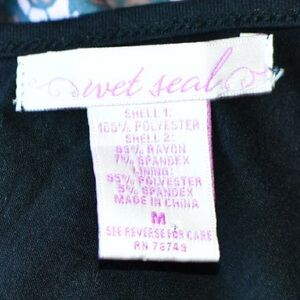 wet seal
SHELL 1:
100% POLYESTER
SHELL 2:
93% RAYON
7% SPANDEX
LINING:
95% POLYESTER
5% SPANDEX
MADE IN CHINA
M
SEE REVERSE FOR CARE
RN 78749